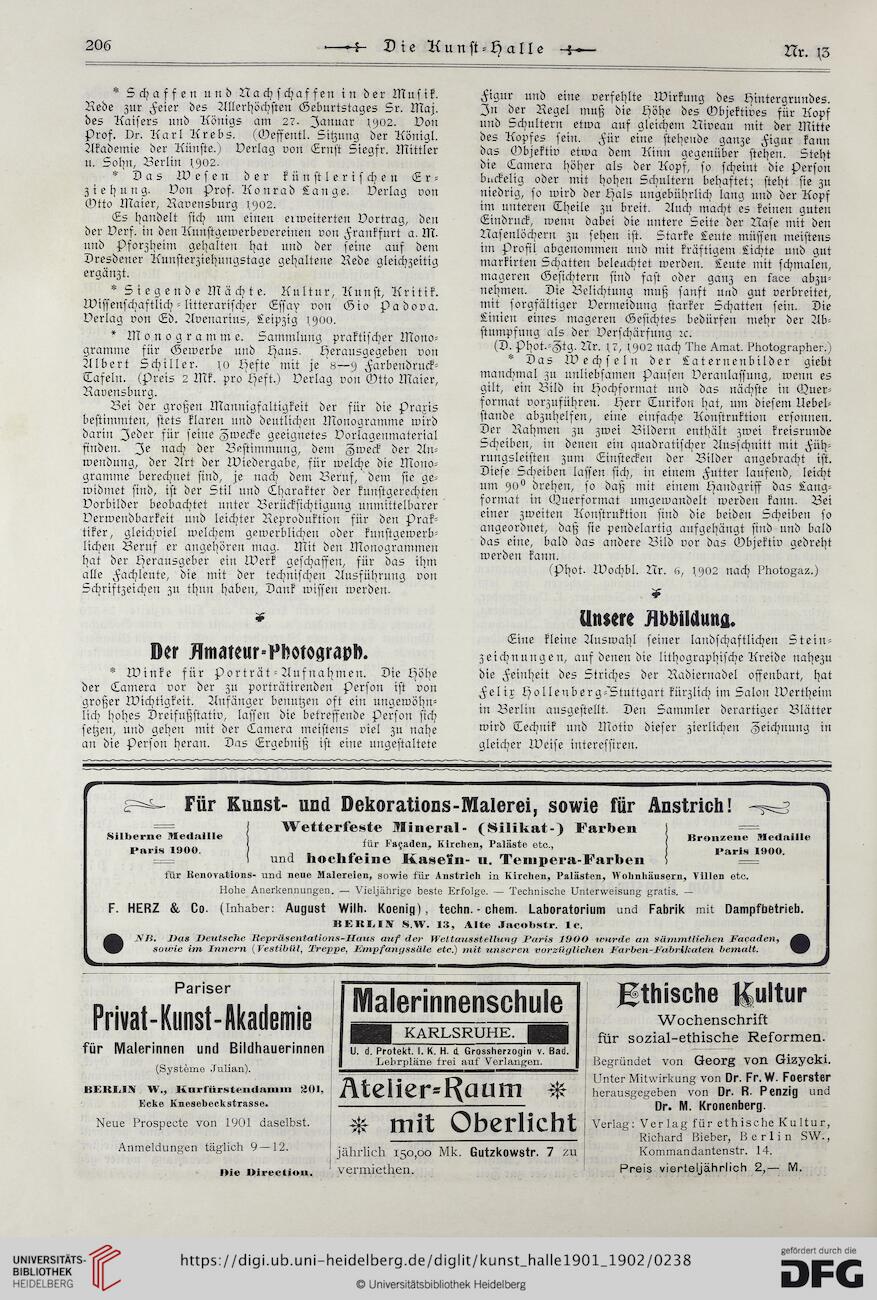 206
Die Kunst-Halle
Nr. 13
* Schaffen und Nachschaffen in der Musik.
Rede zur Feier des Allerhöchsten Geburtstages Sr. Maj.
des Kaisers und Königs am 27. Januar 1902. Von
Prof. Dr. Karl Krebs. (Oeffentl. Sitzung der Königl.
Akademie der Künste.) Verlag von Ernst Siegfr. Mittler
u. Sohn, Berlin 1902.
* Das Wesen der künstlerischen Er-
ziehung. Von Prof. Konrad Lange. Verlag von
Otto Maier, Ravensburg 1902.
Es handelt sich um einen erweiterten Vortrag, den
der Verf. in den Kunstgewerbevereinen von Frankfurt a. M.
und Pforzheim gehalten hat und der seine auf dem
Dresdener Kunsterziehungstage gehaltene Rede gleichzeitig
ergänzt.
* Siegende Mächte. Kultur, Kunst, Kritik.
Wissenschaftlich-litterarischer Essay von Gio Padova.
Verlag von Ed. Avenarius, Leipzig 1900.
* Monogramme. Sammlung praktischer Mono-
gramme für Gewerbe und Haus. Herausgegeben von
Albert Schiller. 10 Hefte mit je 8—9 Farbendruck-
Tafeln. (Preis 2 Mk. pro Heft.) Verlag von Otto Maier,
Ravensburg.
Bei der großen Mannigfaltigkeit der für die Praxis
bestimmten, stets klaren und deutlichen Monogramme wird
darin Jeder für seine Zwecke geeignetes Vorlagenmaterial
finden. Je nach der Bestimmung, dem Zweck der An-
wendung, der Art der Wiedergabe, für welche die Mono-
gramme berechnet sind, je nach dem Beruf, dem sie ge-
widmet sind, ist der Stil und Charakter der kunstgerechten
Vorbilder beobachtet unter Berücksichtigung unmittelbarer
Verwendbarkeit und leichter Reproduktion für den Prak-
tiker, gleichviel welchem gewerblichen oder kunstgewerb-
lichen Beruf er angehören mag. Mit den Monogrammen
hat der Herausgeber ein Werk geschaffen, für das ihm
alle Fachleute, die mit der technischen Ausführung von
Schriftzeichen zu thun haben, Dank wissen werden.
Der Amateur-Photograph.
* Winke für Porträt-Aufnahmen. Die Höhe
der Camera vor der zu porträtirenden Person ist von
großer Wichtigkeit. Anfänger benutzen oft ein ungewöhn-
lich hohes Dreifußstativ, lassen die betreffende Person sich
setzen, und gehen mit der Camera meistens viel zu nahe
an die Person heran. Das Ergebniß ist eine ungestaltete
Figur und eine verfehlte Wirkung des Hintergrundes.
In der Regel muß die Höhe des Objektives für Kopf
und Schultern etwa auf gleichem Niveau mit der Mitte
des Kopfes sein. Für eine stehende ganze Figur kann
das Objektiv etwa dem Kinn gegenüber stehen. Steht
die Camera höher als der Kopf, so scheint die Person
buckelig oder mit hohen Schultern behaftet; steht sie zu
niedrig, so wird der Hals ungebührlich lang und der Kopf
im unteren Theile zu breit. Auch macht es keinen guten
Eindruck, wenn dabei die untere Seite der Nase mit den
Nasenlöchern zu sehen ist. Starke Leute müssen meistens
im Profil abgenommen und mit kräftigem Lichte und gut
markirten Schatten beleuchtet werden. Leute mit schmalen,
mageren Gesichtern sind fast oder ganz en face abzu-
nehmen. Die Belichtung muß sanft und gut verbreitet,
mit sorgfältiger Vermeidung starker Schatten sein. Die
Linien eines mageren Gesichtes bedürfen mehr der Ab-
stumpfung als der Verschärfung 2c.
(D. Phot.-Ztg. Nr. 17, 1902 nach The Amat. Photographer.)
* Das Wechseln der Laternenbilder giebt
manchmal zu unliebsamen Pausen Veranlassung, wenn es
gilt, ein Bild in Hochformat und das nächste in Quer-
format vorzuführen. Herr Turikon hat, um diesem Uebel-
stande abzuhelfen, eine einfache Konstruktion ersonnen.
Der Rahmen zu zwei Bildern enthält zwei kreisrunde
Scheiben, in denen ein quadratischer Ausschnitt mit Füh-
rungsleisten zum Einstecken der Bilder angebracht ist.
Diese Scheiben lassen sich, in einem Futter laufend, leicht
um 90⁰ drehen, so daß mit einem Handgriff das Lang-
format in Querformat umgewandelt werden kann. Bei
einer zweiten Konstruktion sind die beiden Scheiben so
angeordnet, daß sie pendelartig aufgehängt sind und bald
das eine, bald das andere Bild vor das Objektiv gedreht
werden kann.
(Phot. Wochbl. Nr. 6, 1902 nach Photogaz.)
Unsere Abbildung.
Eine kleine Auswahl seiner landschaftlichen Stein-
zeichnungen, auf denen die lithographische Kreide nahezu
die Feinheit des Striches der Radiernadel offenbart, hat
Felix Hollenberg-Stuttgart kürzlich im Salon Wertheim
in Berlin ausgestellt. Den Sammler derartiger Blätter
wird Technik und Motiv dieser zierlichen Zeichnung in
gleicher Weise interessiren.
Für Kunst- und Dekorations-Malerei, sowie für Anstrich!
Silberne Medaille
Paris 1900.
Wetterfeste Mineral- (Silikat-) Farben
für Façaden, Kirchen, Paläste etc.,
und hochfeine Kaseïn- u. Tempera-Farben
Bronzene Medaille
Paris 1900.
für Renovations- und neue Malereien, sowie für Anstrich in Kirchen, Palästen, Wohnhäusern, Villen etc.
Hohe Anerkennungen. — Vieljährige beste Erfolge. — Technische Unterweisung gratis. —
F. HERZ & Co. (Inhaber: August Wilh. Koenig), techn.-chem. Laboratorium und Fabrik mit Dampfbetrieb.
BERLIN S.W. 13, Alte Jacobstr. 1c.
NB. Das Deutsche Repräsentations-Haus auf der Weltausstellung Paris 1900 wurde an sämmtlichen Facaden,
sowie im Innern (Vestibül, Treppe, Empfangssäle etc.) mit unseren vorzüglichen Farben-Fabrikaten bemalt.
Pariser
Privat-Kunst-Akademie
für Malerinnen und Bildhauerinnen
(Système Julian).
BERLIN W., Kurfürstendamm 201,
Ecke Knesebeckstrasse.
Neue Prospecte von 1901 daselbst.
Anmeldungen täglich 9—12.
Die Direction.
Malerinnenschule
KARLSRUHE.
U. d. Protekt. I. K. H. d. Grossherzogin v. Bad.
Lehrpläne frei auf Verlangen.
Atelier-Raum
mit Oberlicht
jährlich 150,00 Mk. Gutzkowstr. 7 zu
vermiethen.
Ethische Kultur
Wochenschrift
für sozial-ethische Reformen.
Begründet von Georg von Gizycki.
Unter Mitwirkung von Dr. Fr. W. Foerster
herausgegeben von Dr. R. Penzig und
Dr. M. Kronenberg.
Verlag: Verlag für ethische Kultur,
Richard Bieber, Berlin SW.,
Kommandantenstr. 14.
Preis vierteljährlich 2,— M.
UNIVERSITÄTS-
BIBLIOTHEK
HEIDELBERG
https://digi.ub.uni-heidelberg.de/diglit/kunst_halle1901_1902/0238
© Universitätsbibliothek Heidelberg
gefördert durch die
DFG